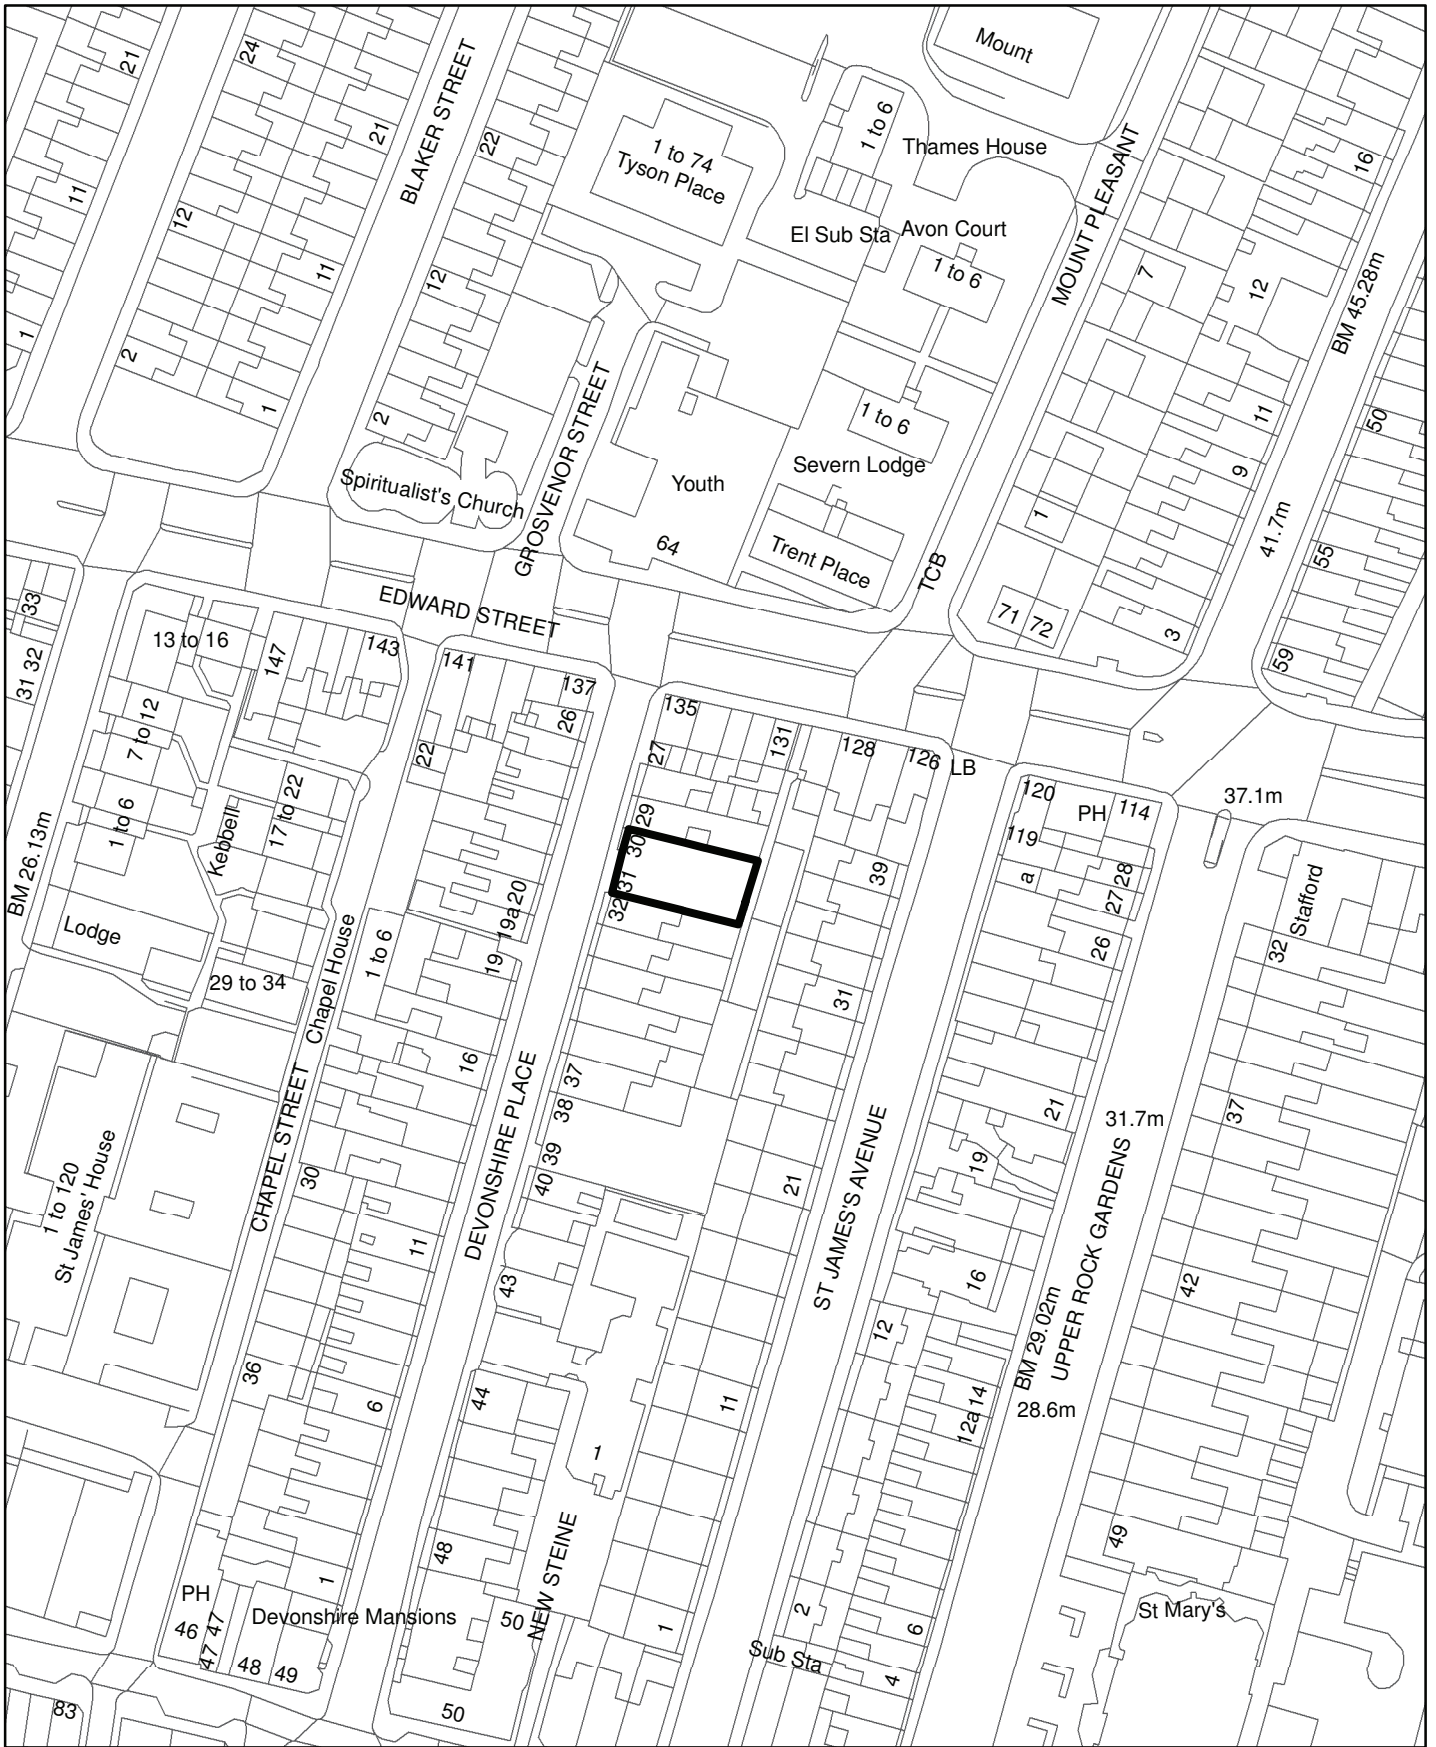 Mount
21
24
BLAKER STREET
21
22
1 to 74
Tyson Place
1 to 6
Thames House
MOUNT PLEASANT
16
11
12
El Sub Sta
Avon Court
1 to 6
11
12
7
12
BM 45.28m
1
2
1
2
GROSVENOR STREET
1 to 6
11
50
Severn Lodge
9
Spiritualist's Church
Youth
1
41.7m
64
Trent Place
TCB
55
33
EDWARD STREET
71
72
3
59
31 32
13 to 16
147
143
141
137
26
135
7 to 12
22
27
131
128
126
LB
1 to 6
Kebbell
17 to 22
29
30
31
32
120
PH
114
37.1m
119
a
39
28
27
BM 26.13m
Lodge
29 to 34
Chapel House
1 to 6
20
19a
19
26
32
Stafford
31
16
37
38
39
40
21
31.7m
37
1 to 120
St James' House
CHAPEL STREET
30
DEVONSHIRE PLACE
21
19
ST JAMES'S AVENUE
UPPER ROCK GARDENS
11
43
16
42
12
BM 29.02m
36
6
44
11
12a 14
28.6m
1
48
NEW STEINE
49
PH
1
46
47
47
Devonshire Mansions
50
1
2
6
St Mary's
48
49
Sub Sta
4
83
50